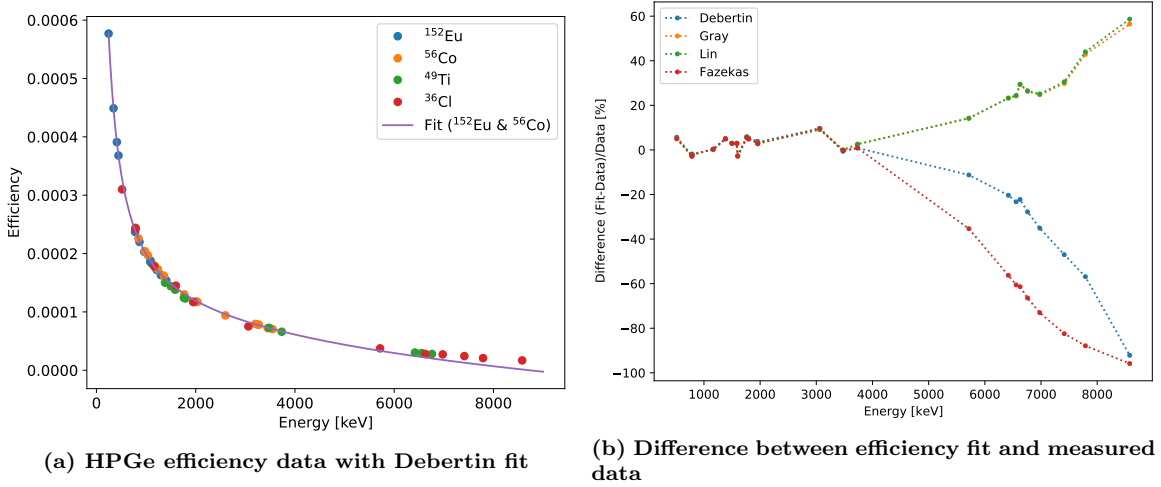 0.0006
0.0005
0.0004
0.0003
0.0002
0.0001
0.0000
Efficiency
0
2000
4000
6000
8000
Energy [keV]
¹⁵²Eu
⁵⁶Co
⁴⁹Ti
³⁶Cl
Fit (¹⁵²Eu & ⁵⁶Co)
(a) HPGe efficiency data with Debertin fit
60
40
20
0
−20
−40
−60
−80
−100
Difference (Fit-Data)/Data [%]
1000
2000
3000
4000
5000
6000
7000
8000
Energy [keV]
Debertin
Gray
Lin
Fazekas
(b) Difference between efficiency fit and measured
data